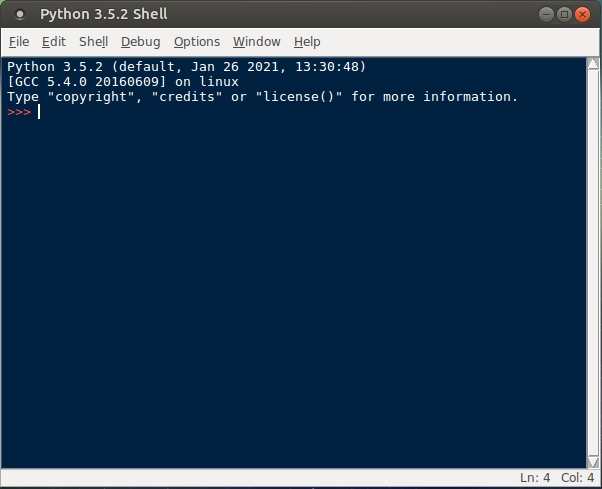 Python 3.5.2 Shell
File Edit Shell Debug Options Window Help
Python 3.5.2 (default, Jan 26 2021, 13:30:48)
[GCC 5.4.0 20160609] on linux
Type "copyright", "credits" or "license()" for more information.
>>>
Ln: 4 Col: 4